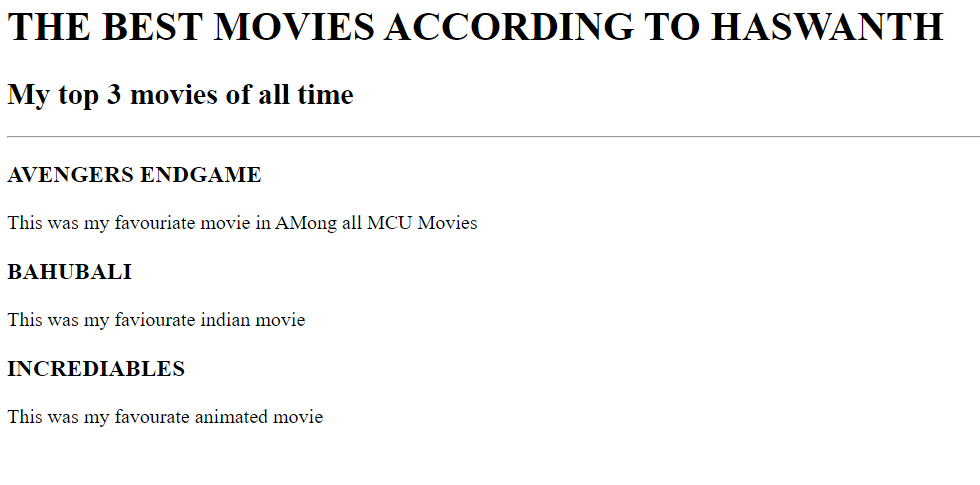 THE BEST MOVIES ACCORDING TO HASWANTH
My top 3 movies of all time
AVENGERS ENDGAME
This was my favouriate movie in AMong all MCU Movies
BAHUBALI
This was my faviourate indian movie
INCREDIABLES
This was my favourate animated movie